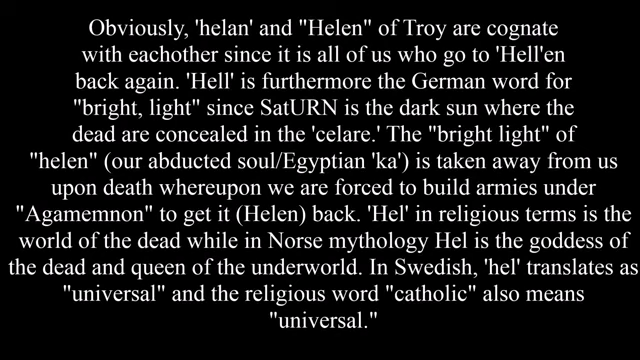 Obviously, 'helan' and "Helen" of Troy are cognate
with eachother since it is all of us who go to 'Hell'en
back again. 'Hell' is furthermore the German word for
"bright, light" since SatURN is the dark sun where the
dead are concealed in the 'celare.' The "bright light" of
"helen" (our abducted soul/Egyptian 'ka') is taken away from us
upon death whereupon we are forced to build armies under
"Agamemnon" to get it (Helen) back. 'Hel' in religious terms is the
world of the dead while in Norse mythology Hel is the goddess of
the dead and queen of the underworld. In Swedish, 'hel' translates as
"universal" and the religious word "catholic" also means
"universal."